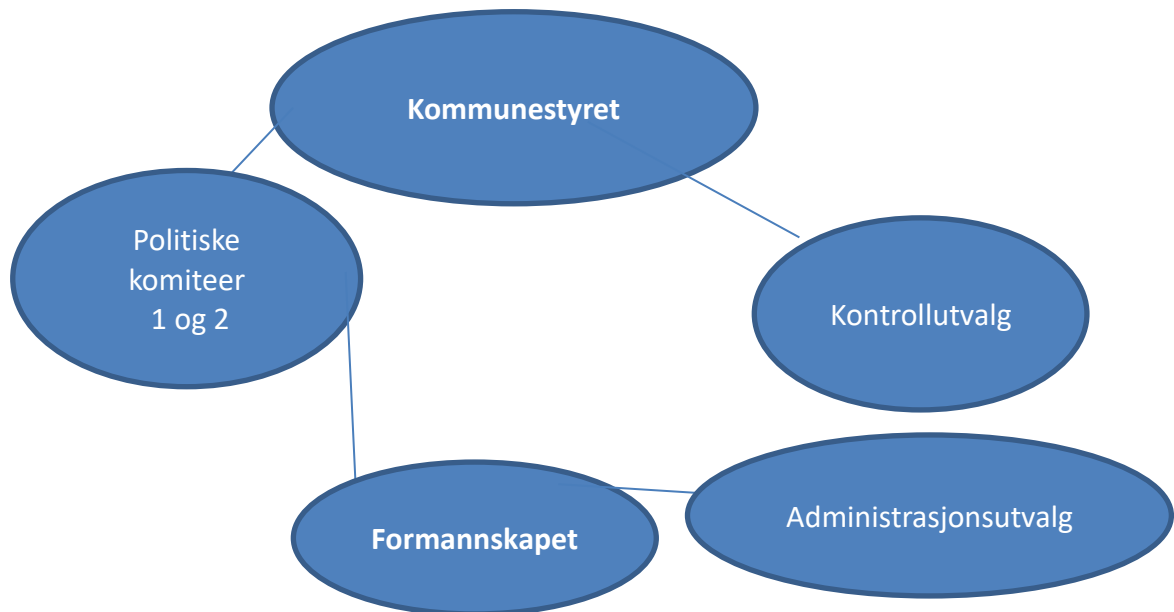 Kommunestyret
Politiske
komiteer
1 og 2
Kontrollutvalg
Administrasjonsutvalg
Formannskapet